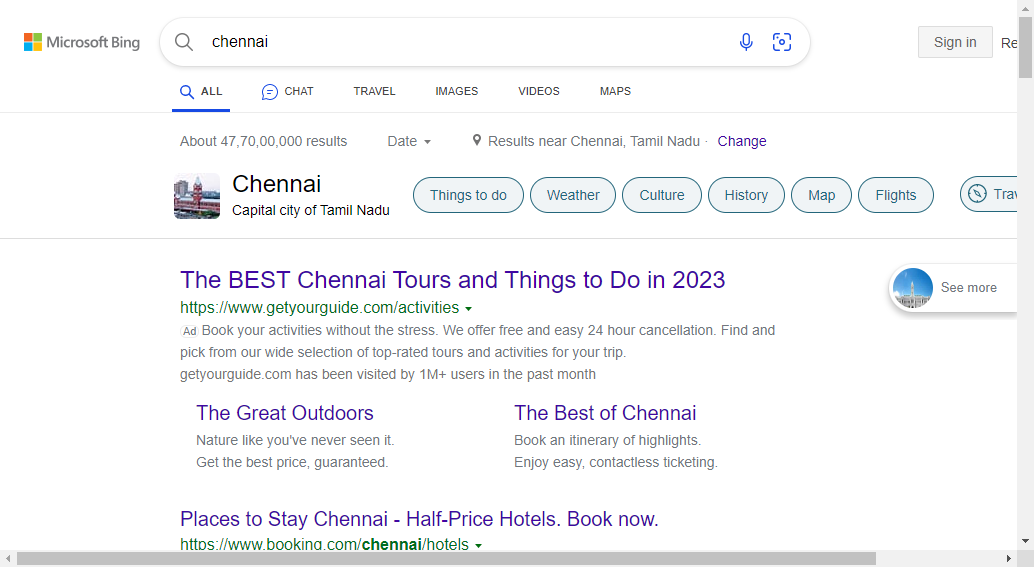 Microsoft Bing
chennai
Sign in
Re
ALL
CHAT
TRAVEL
IMAGES
VIDEOS
MAPS
About 47,70,00,000 results
Date
Results near Chennai, Tamil Nadu · Change
Chennai
Capital city of Tamil Nadu
Things to do
Weather
Culture
History
Map
Flights
Trav
The BEST Chennai Tours and Things to Do in 2023
https://www.getyourguide.com/activities
Ad Book your activities without the stress. We offer free and easy 24 hour cancellation. Find and
pick from our wide selection of top-rated tours and activities for your trip.
getyourguide.com has been visited by 1M+ users in the past month
See more
The Great Outdoors
Nature like you've never seen it.
Get the best price, guaranteed.
The Best of Chennai
Book an itinerary of highlights.
Enjoy easy, contactless ticketing.
Places to Stay Chennai - Half-Price Hotels. Book now.
https://www.booking.com/chennai/hotels